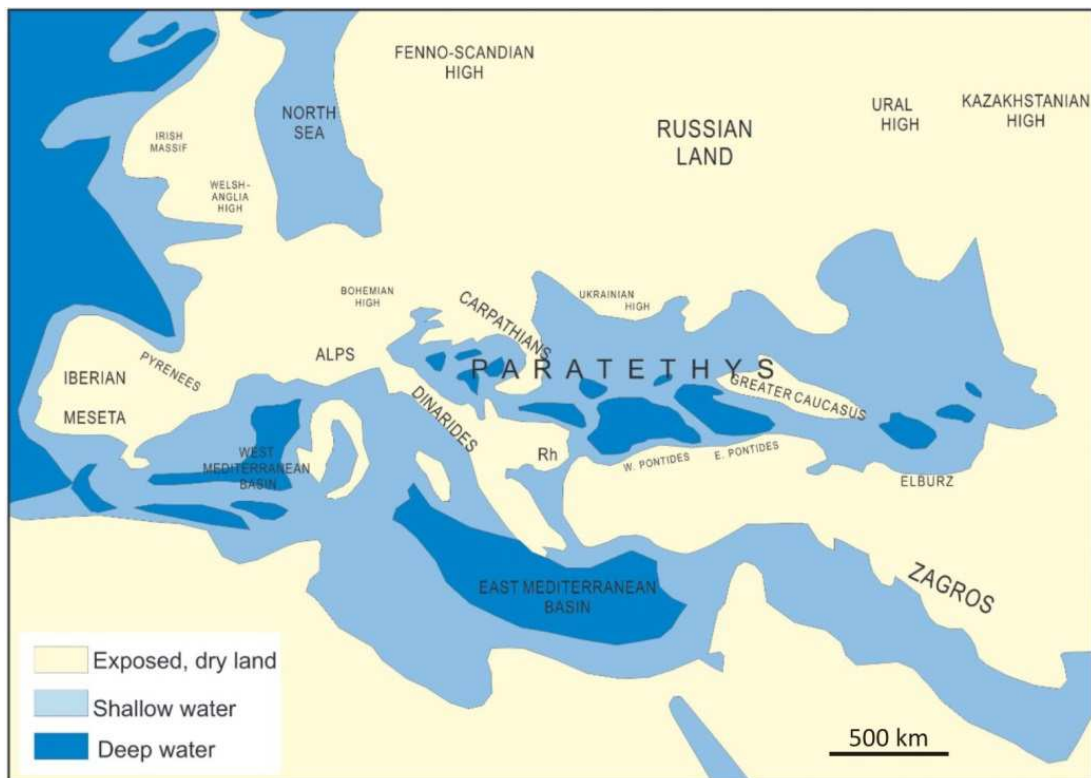 FENNO-SCANDIAN
HIGH
NORTH
SEA
URAL
HIGH
KAZAKHSTANIAN
HIGH
IRISH
MASSIF
RUSSIAN
LAND
WELSH-
ANGLIA
HIGH
BOHEMIAN
HIGH
CARPATHIANS
UKRAINIAN
HIGH
PYRENEES
ALPS
PARATETHYS
IBERIAN
MESETA
GREATER CAUCASUS
DINARIDES
WEST
MEDITERRANEAN
BASIN
Rh
W. PONTIDES
E. PONTIDES
ELBURZ
ZAGROS
EAST MEDITERRANEAN
BASIN
Exposed, dry land
Shallow water
Deep water
500 km